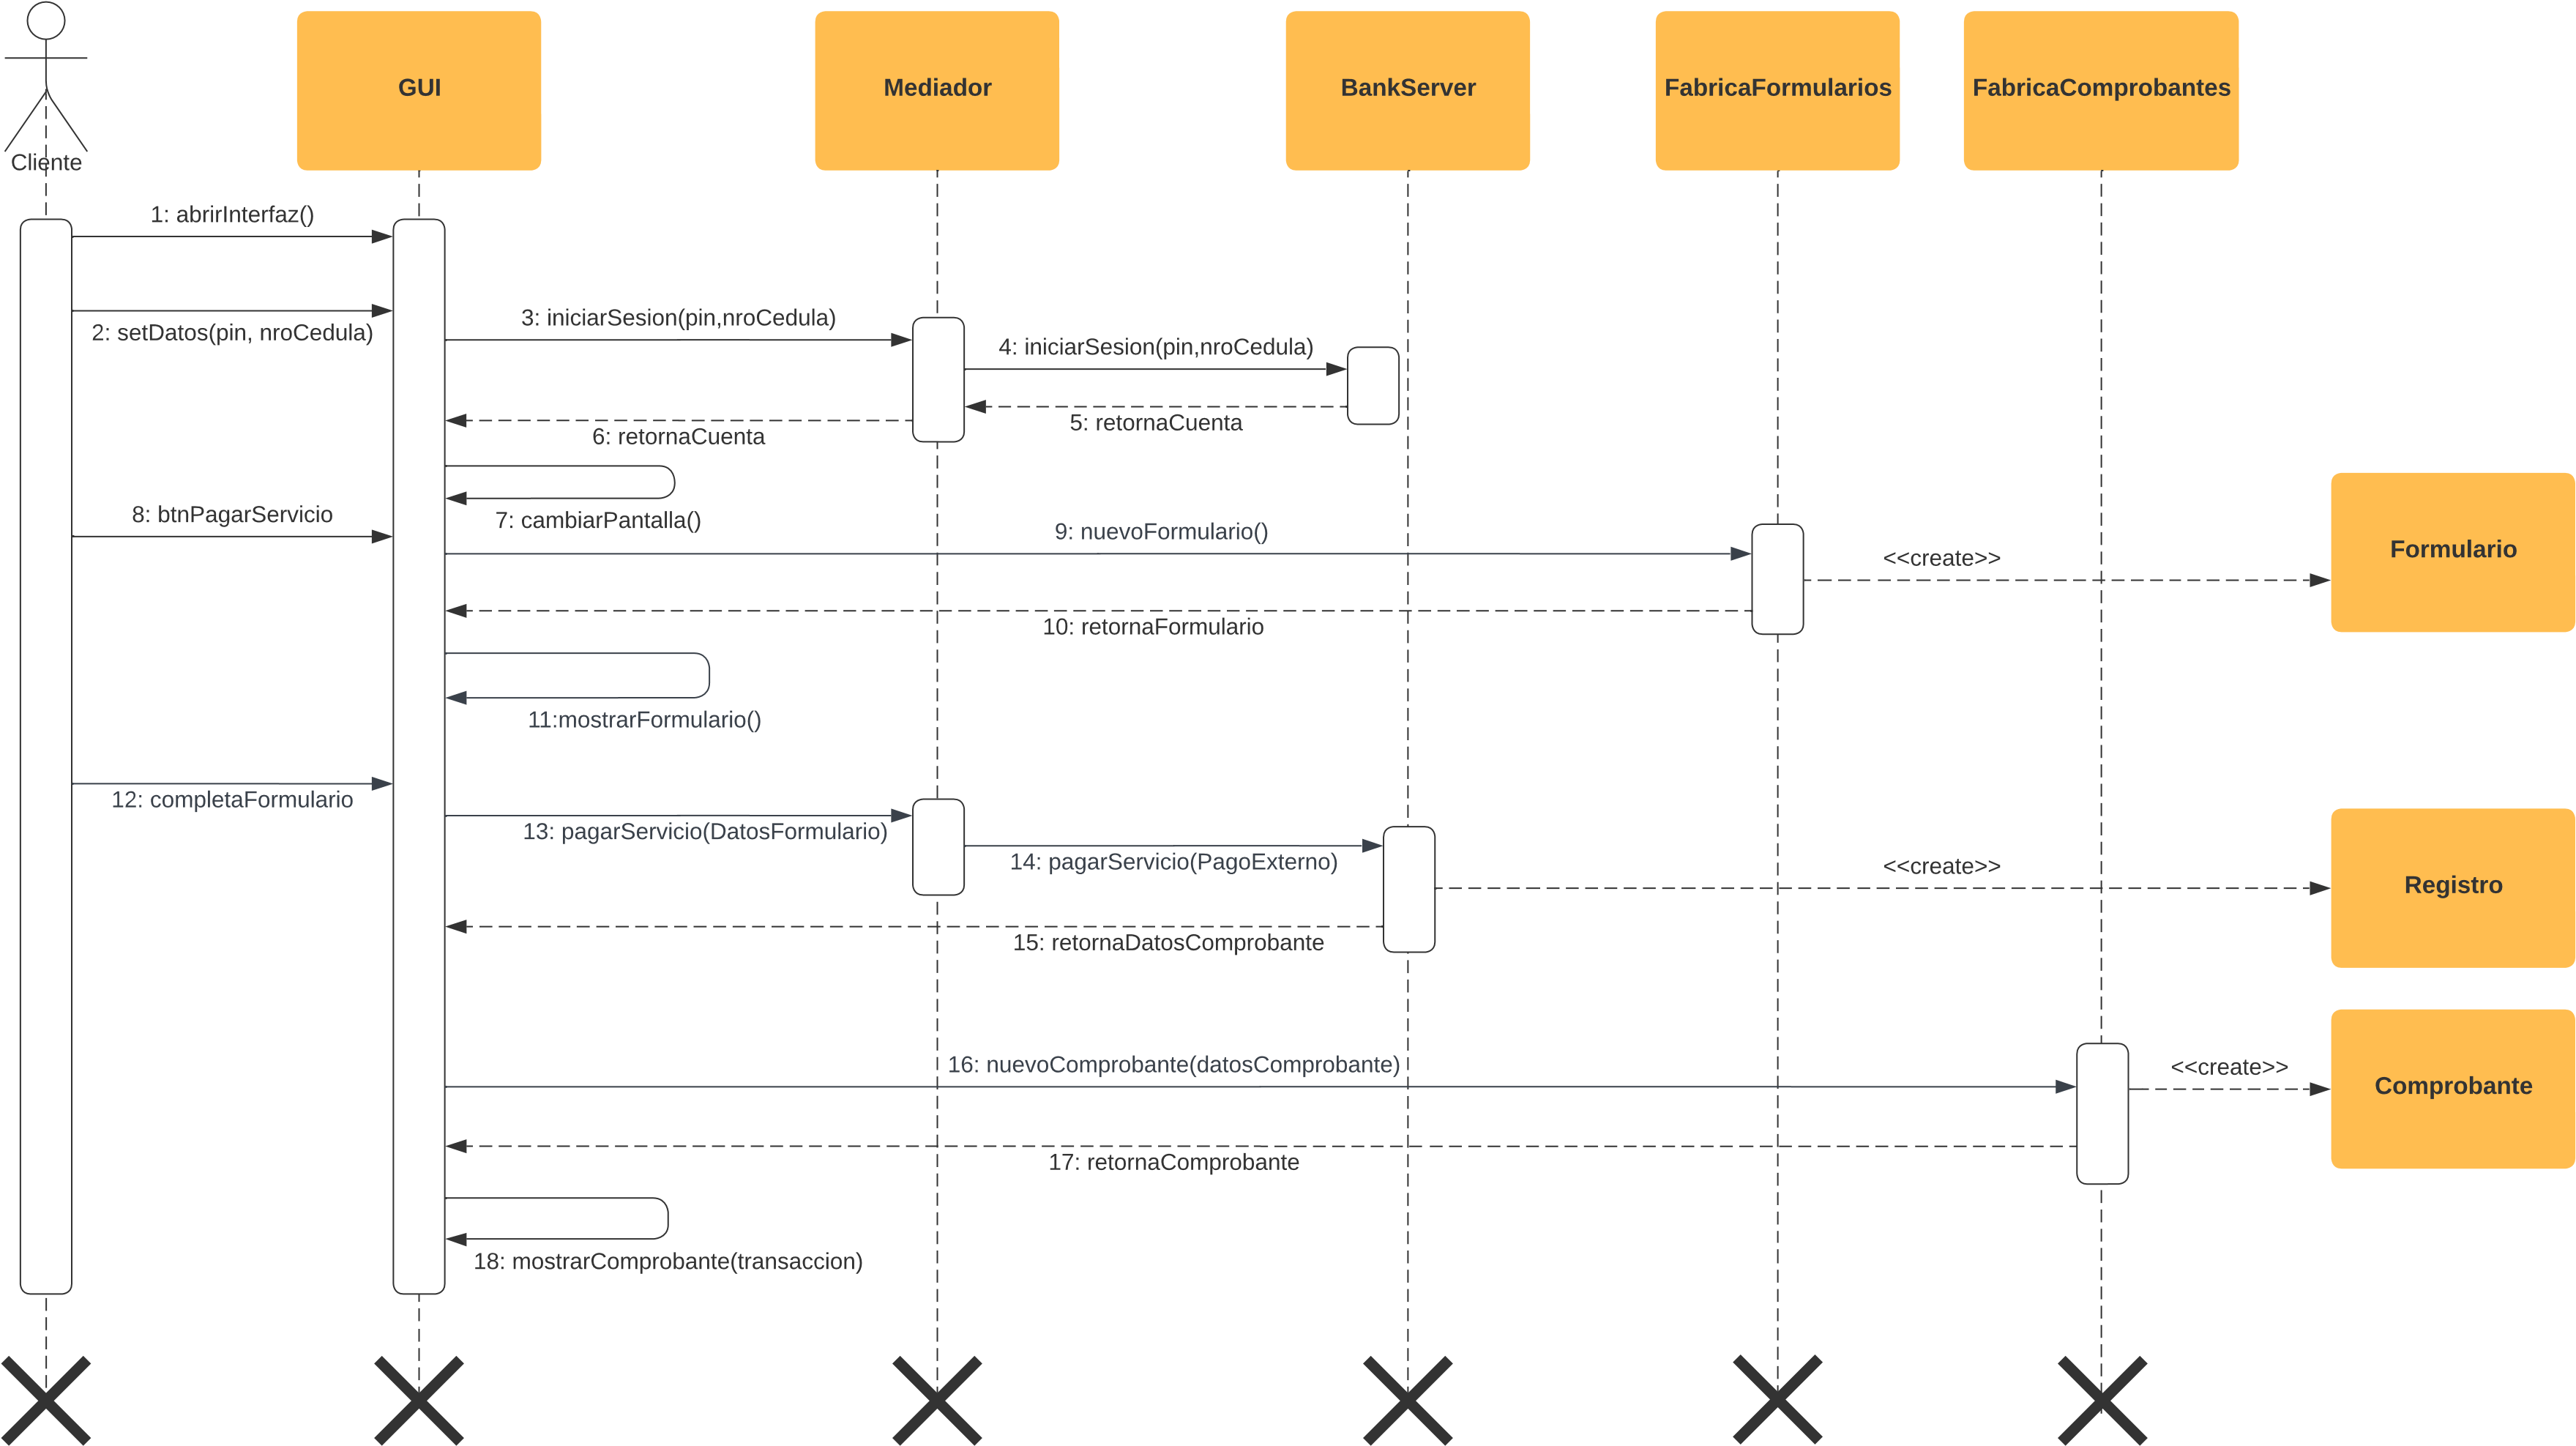 Cliente
GUI
Mediador
BankServer
FabricaFormularios
FabricaComprobantes
1: abrirInterfaz()
2: setDatos(pin, nroCedula)
3: iniciarSesion(pin,nroCedula)
4: iniciarSesion(pin,nroCedula)
5: retornaCuenta
6: retornaCuenta
7: cambiarPantalla()
8: btnPagarServicio
9: nuevoFormulario()
<<create>>
Formulario
10: retornaFormulario
11:mostrarFormulario()
12: completaFormulario
13: pagarServicio(DatosFormulario)
14: pagarServicio(PagoExterno)
<<create>>
Registro
15: retornaDatosComprobante
16: nuevoComprobante(datosComprobante)
<<create>>
Comprobante
17: retornaComprobante
18: mostrarComprobante(transaccion)